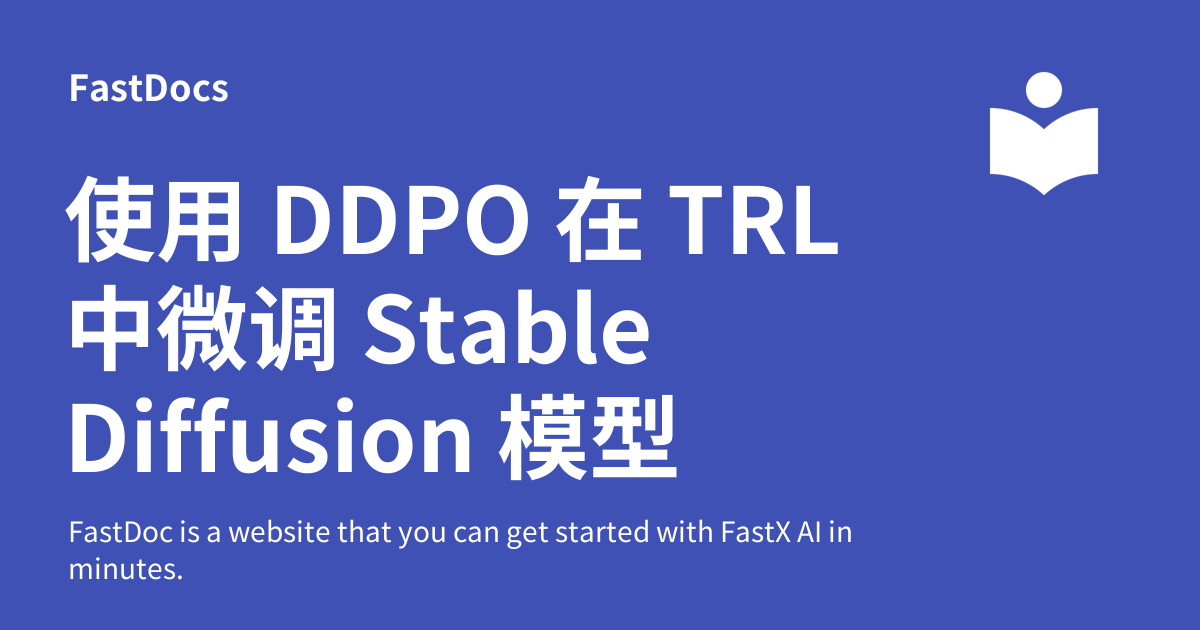 FastDocs
使用 DDPO 在 TRL
中微调 Stable
Diffusion 模型
FastDoc is a website that you can get started with FastX AI in
minutes.